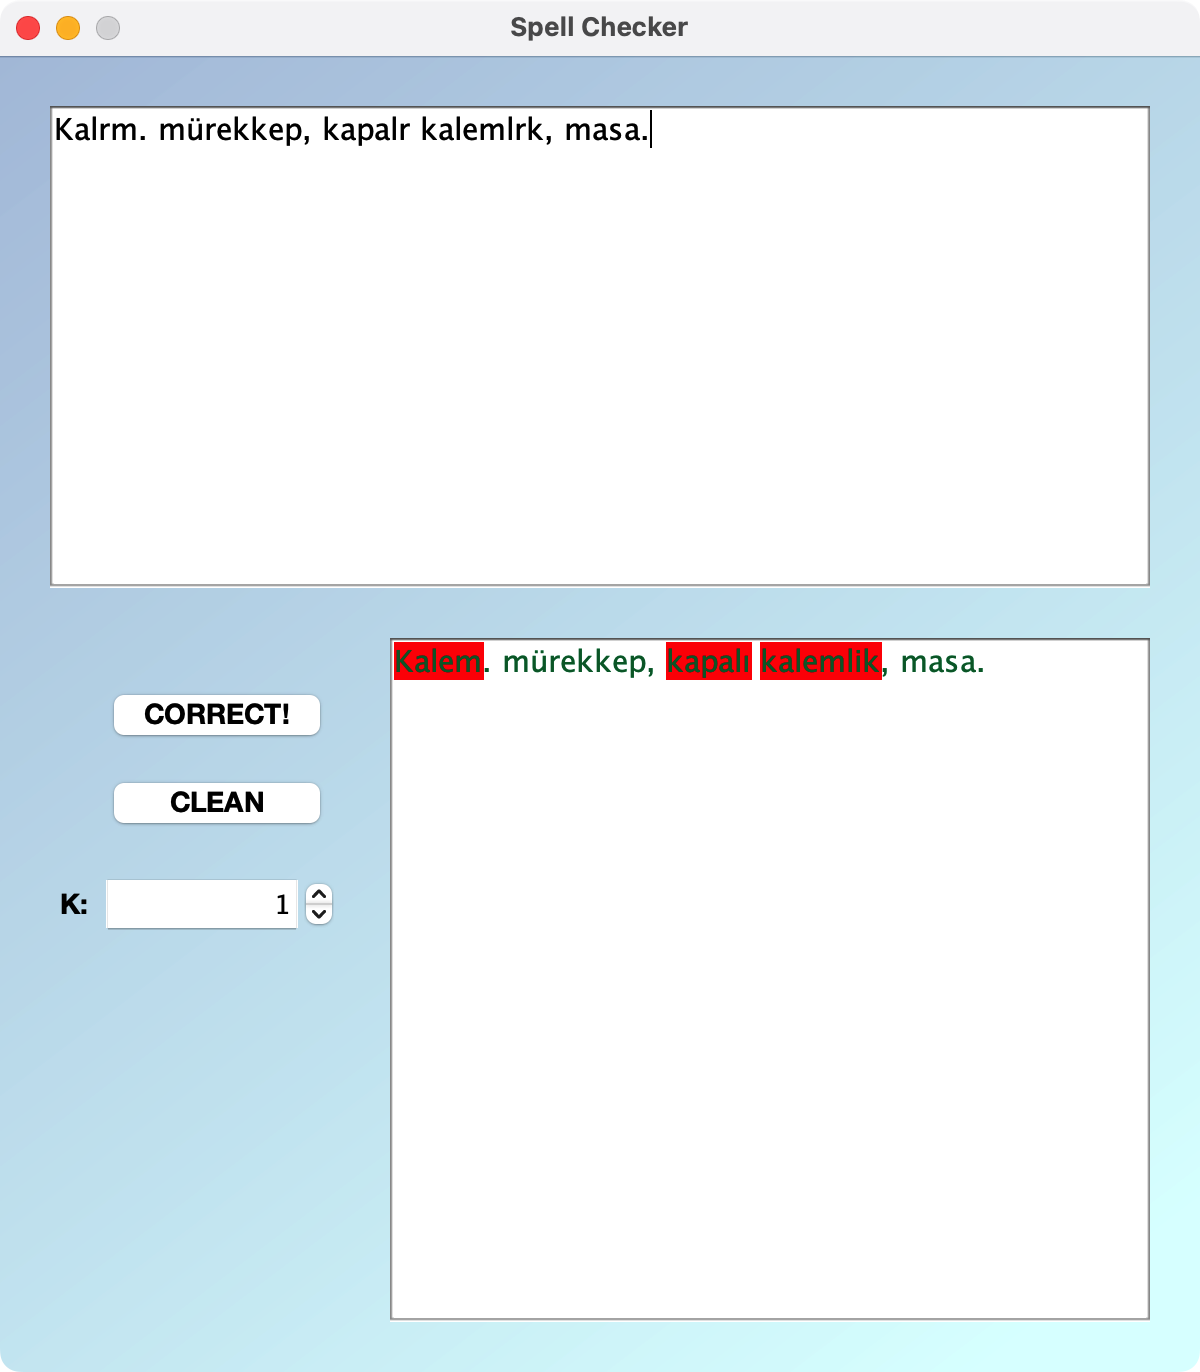 Spell Checker
Kalrm. mürekkep, kapalr kalemlrk, masa.
Kalem. mürekkep, kapalı kalemlik, masa.
CORRECT!
CLEAN
K: 1